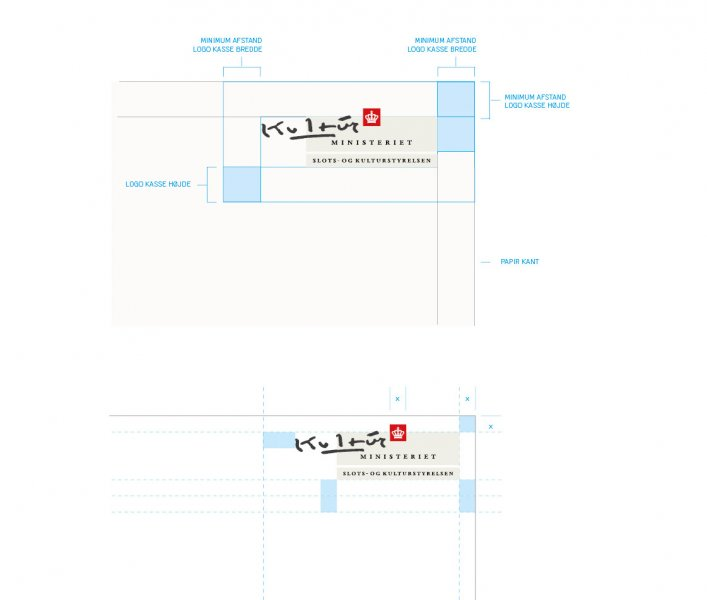 MINIMUM AFSTAND
LOGO KASSE BREDDE
MINIMUM AFSTAND
LOGO KASSE BREDDE
MINIMUM AFSTAND
LOGO KASSE HØJDE
Kultur
MINISTERIET
SLOTS- OG KULTURSTYRELSEN
LOGO KASSE HØJDE
PAPIR KANT
x
x
x
Kultur
MINISTERIET
SLOTS- OG KULTURSTYRELSEN